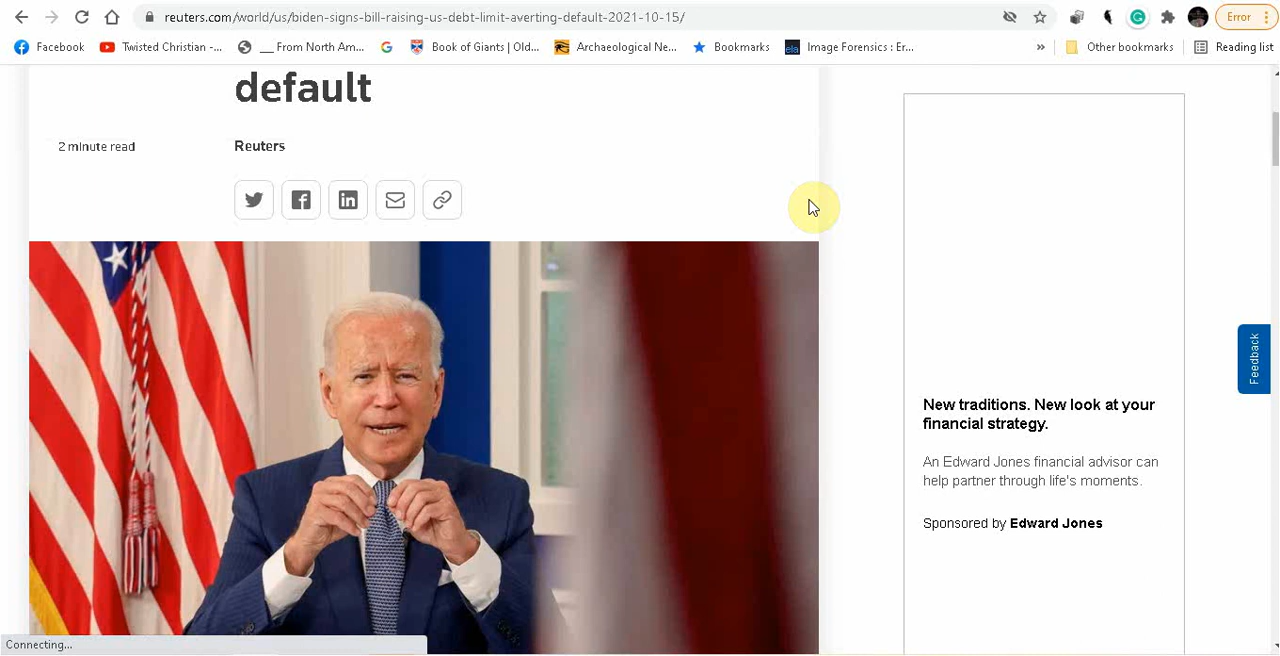 reuters.com/world/us/biden-signs-bill-raising-us-debt-limit-averting-default-2021-10-15/
Error
Facebook
Twisted Christian -...
__ From North Am...
Book of Giants | Old...
Archaeological Ne...
Bookmarks
ela
Image Forensics : Er...
»
Other bookmarks
Reading list
default
2 minute read
Reuters
New traditions. New look at your
financial strategy.
An Edward Jones financial advisor can
help partner through life's moments.
Sponsored by Edward Jones
Feedback
Connecting...